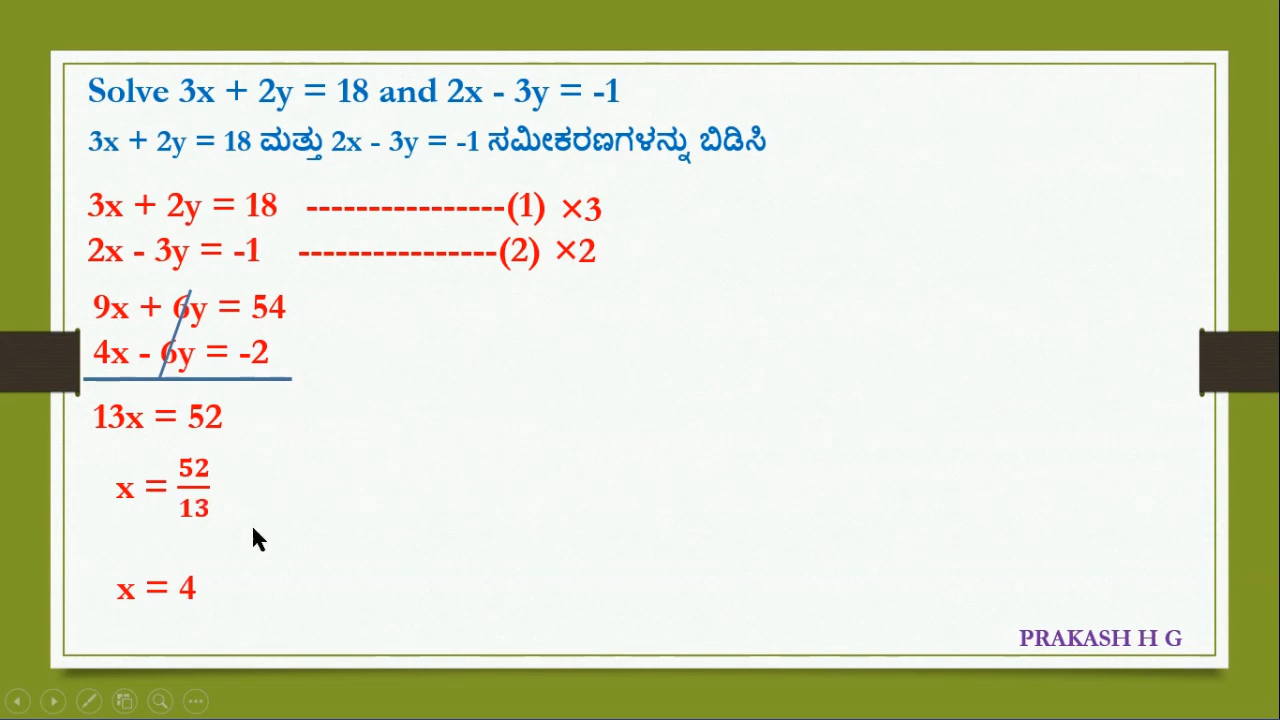 Solve 3x + 2y = 18 and 2x - 3y = -1
3x + 2y = 18 ಮತ್ತು 2x - 3y = -1 ಸಮೀಕರಣಗಳನ್ನು ಬಿಡಿಸಿ
3x + 2y = 18 ----------------(1) ×3
2x - 3y = -1 ----------------(2) ×2
9x + 6y = 54
4x - 6y = -2
13x = 52
x = 52/13
x = 4
PRAKASH H G